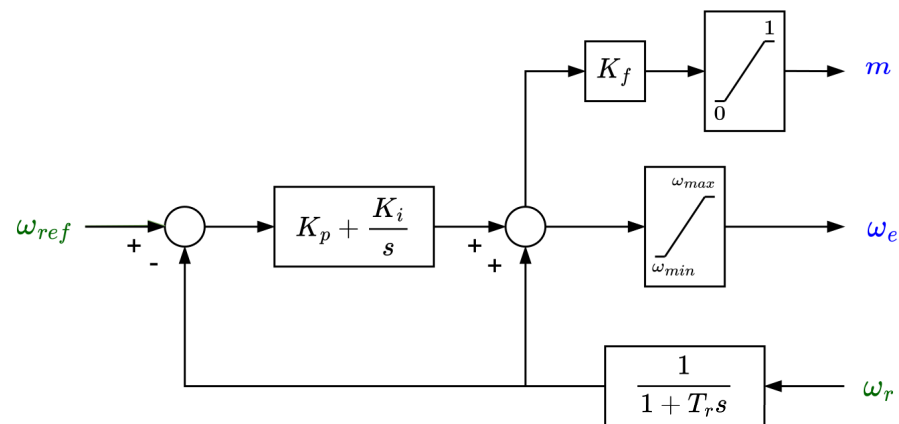 K_f
1
0
m
ω_ref
+
-
K_p + K_i/s
+
+
ω_max
ω_min
ω_e
1/(1 + T_r s)
ω_r